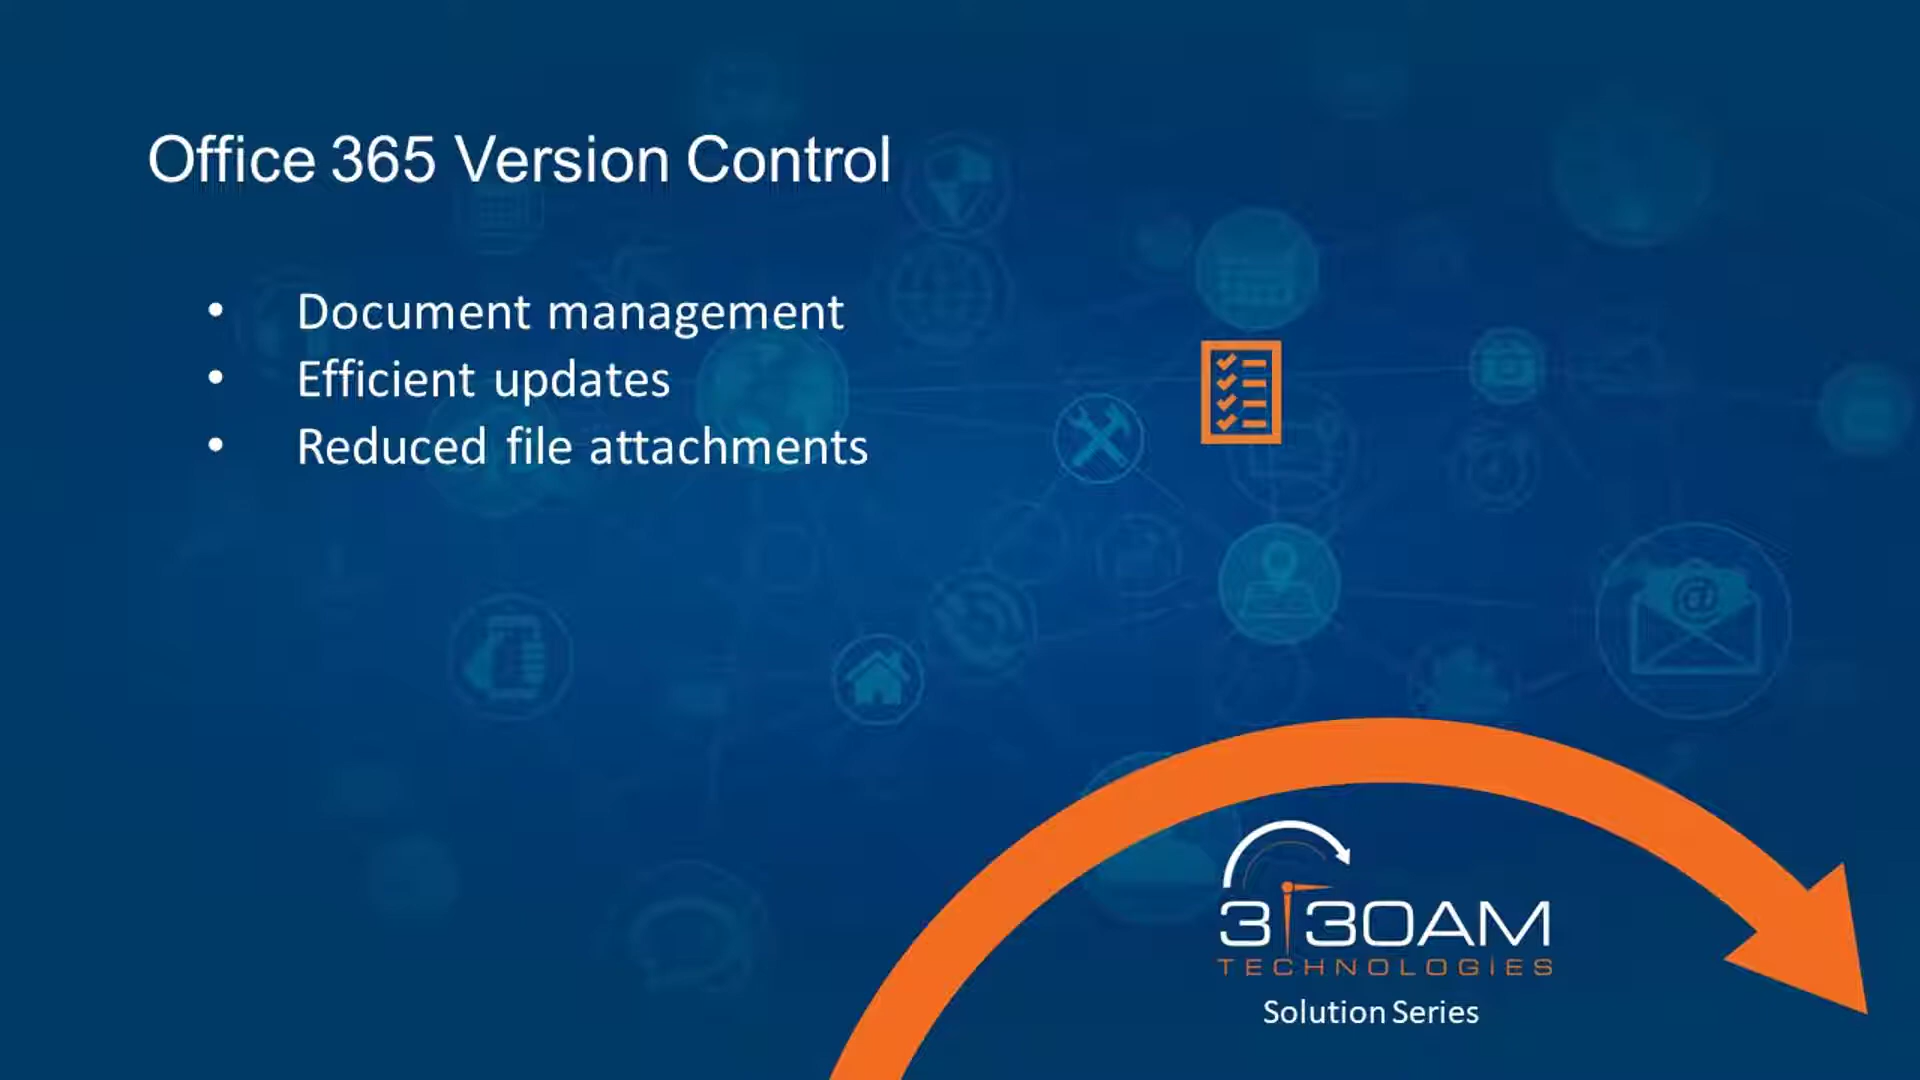 Office 365 Version Control
• Document management
• Efficient updates
• Reduced file attachments
3:30AM
TECHNOLOGIES
Solution Series